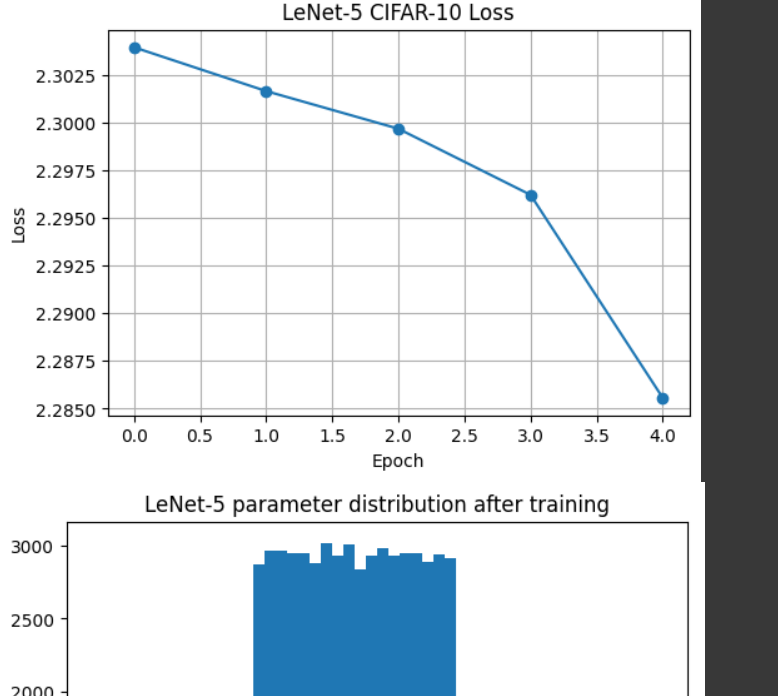 LeNet-5 CIFAR-10 Loss
2.3025
2.3000
2.2975
2.2950
2.2925
2.2900
2.2875
2.2850
Loss
0.0 0.5 1.0 1.5 2.0 2.5 3.0 3.5 4.0
Epoch
LeNet-5 parameter distribution after training
3000
2500
2000